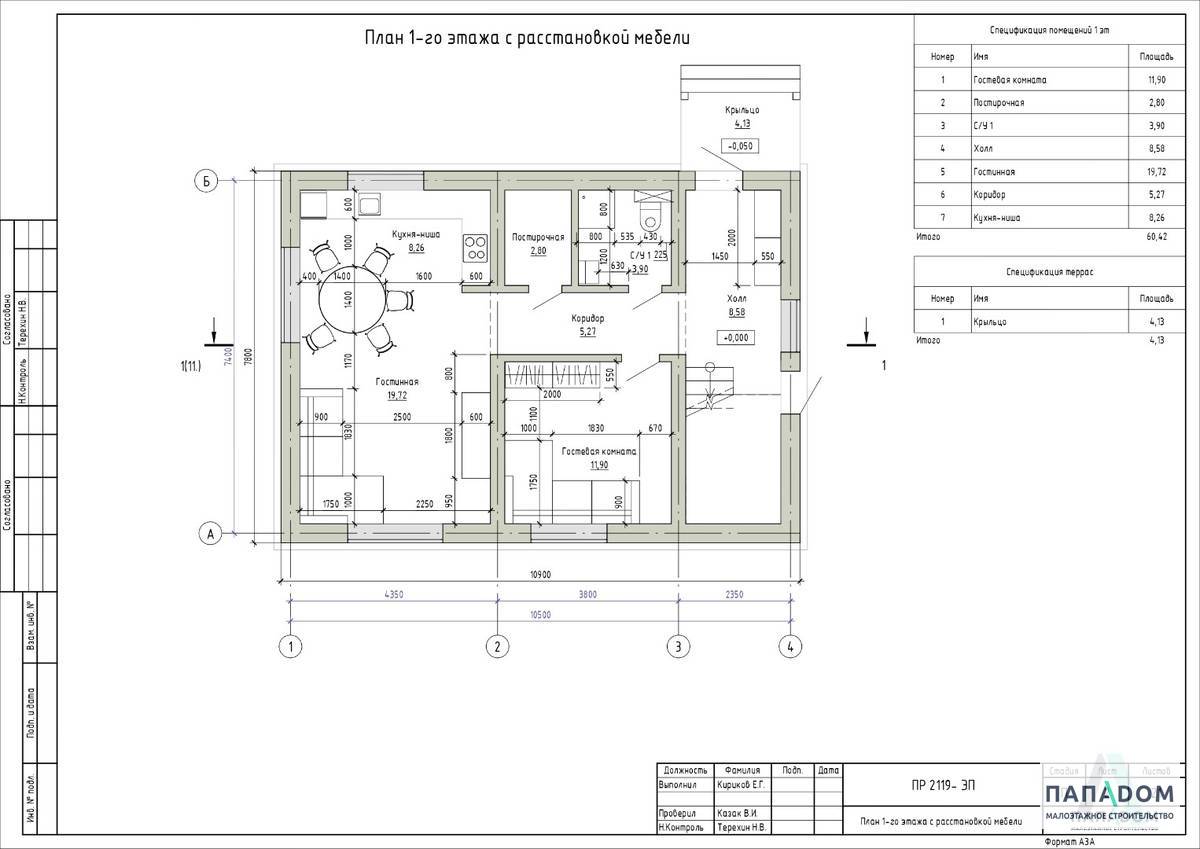 План 1-го этажа с расстановкой мебели
Спецификация помещений 1 эт
Номер Имя Площадь
1 Гостевая комната 11,90
2 Постирочная 2,80
3 С/У 1 3,90
4 Холл 8,58
5 Гостинная 19,72
6 Коридор 5,27
7 Кухня-ниша 8,26
Итого 60,42
Спецификация террас
Номер Имя Площадь
1 Крыльцо 4,13
Итого 4,13
Крыльцо
4,13
-0,050
Б
600
Кухня-ниша
8,26
1000
400 1400 1600 600
1400
Постирочная
2,80
800
800 535 430
С/У 1 225
3,90
1200
630
2000
1450 550
Холл
8,58
+0,000
Коридор
5,27
1(11.)
7400
7800
1
1170
Гостинная
19,72
800
900 2500 600
1830
1800
1750 1000 2250
950
550
2000
1100
1000 1830 670
Гостевая комната
11,90
1750
900
А
10900
4350 3800 2350
10500
1 2 3 4
Согласовано
Н.Контроль Терехин Н.В.
Согласовано
Взам. инв. №
Подп. и дата
Инв. № подл.
Должность Фамилия Подп. Дата
Выполнил Кириков Е.Г.
Проверил Казак В.И.
Н.Контроль Терехин Н.В.
ПР 2119- ЭП
План 1-го этажа с расстановкой мебели
Стадия Лист Листов
ПАПА DOM
МАЛОЭТАЖНОЕ СТРОИТЕЛЬСТВО
Формат А3А